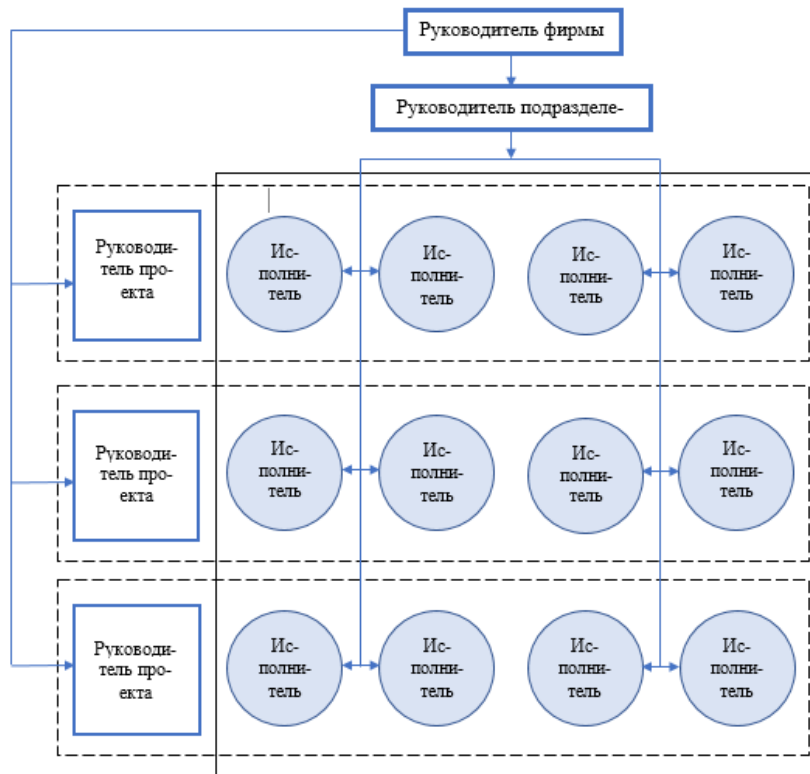 Руководитель фирмы
Руководитель подразделе-
Руководи-
тель про-
екта
Ис-
полни-
тель
Ис-
полни-
тель
Ис-
полни-
тель
Ис-
полни-
тель
Руководи-
тель про-
екта
Ис-
полни-
тель
Ис-
полни-
тель
Ис-
полни-
тель
Ис-
полни-
тель
Руководи-
тель про-
екта
Ис-
полни-
тель
Ис-
полни-
тель
Ис-
полни-
тель
Ис-
полни-
тель